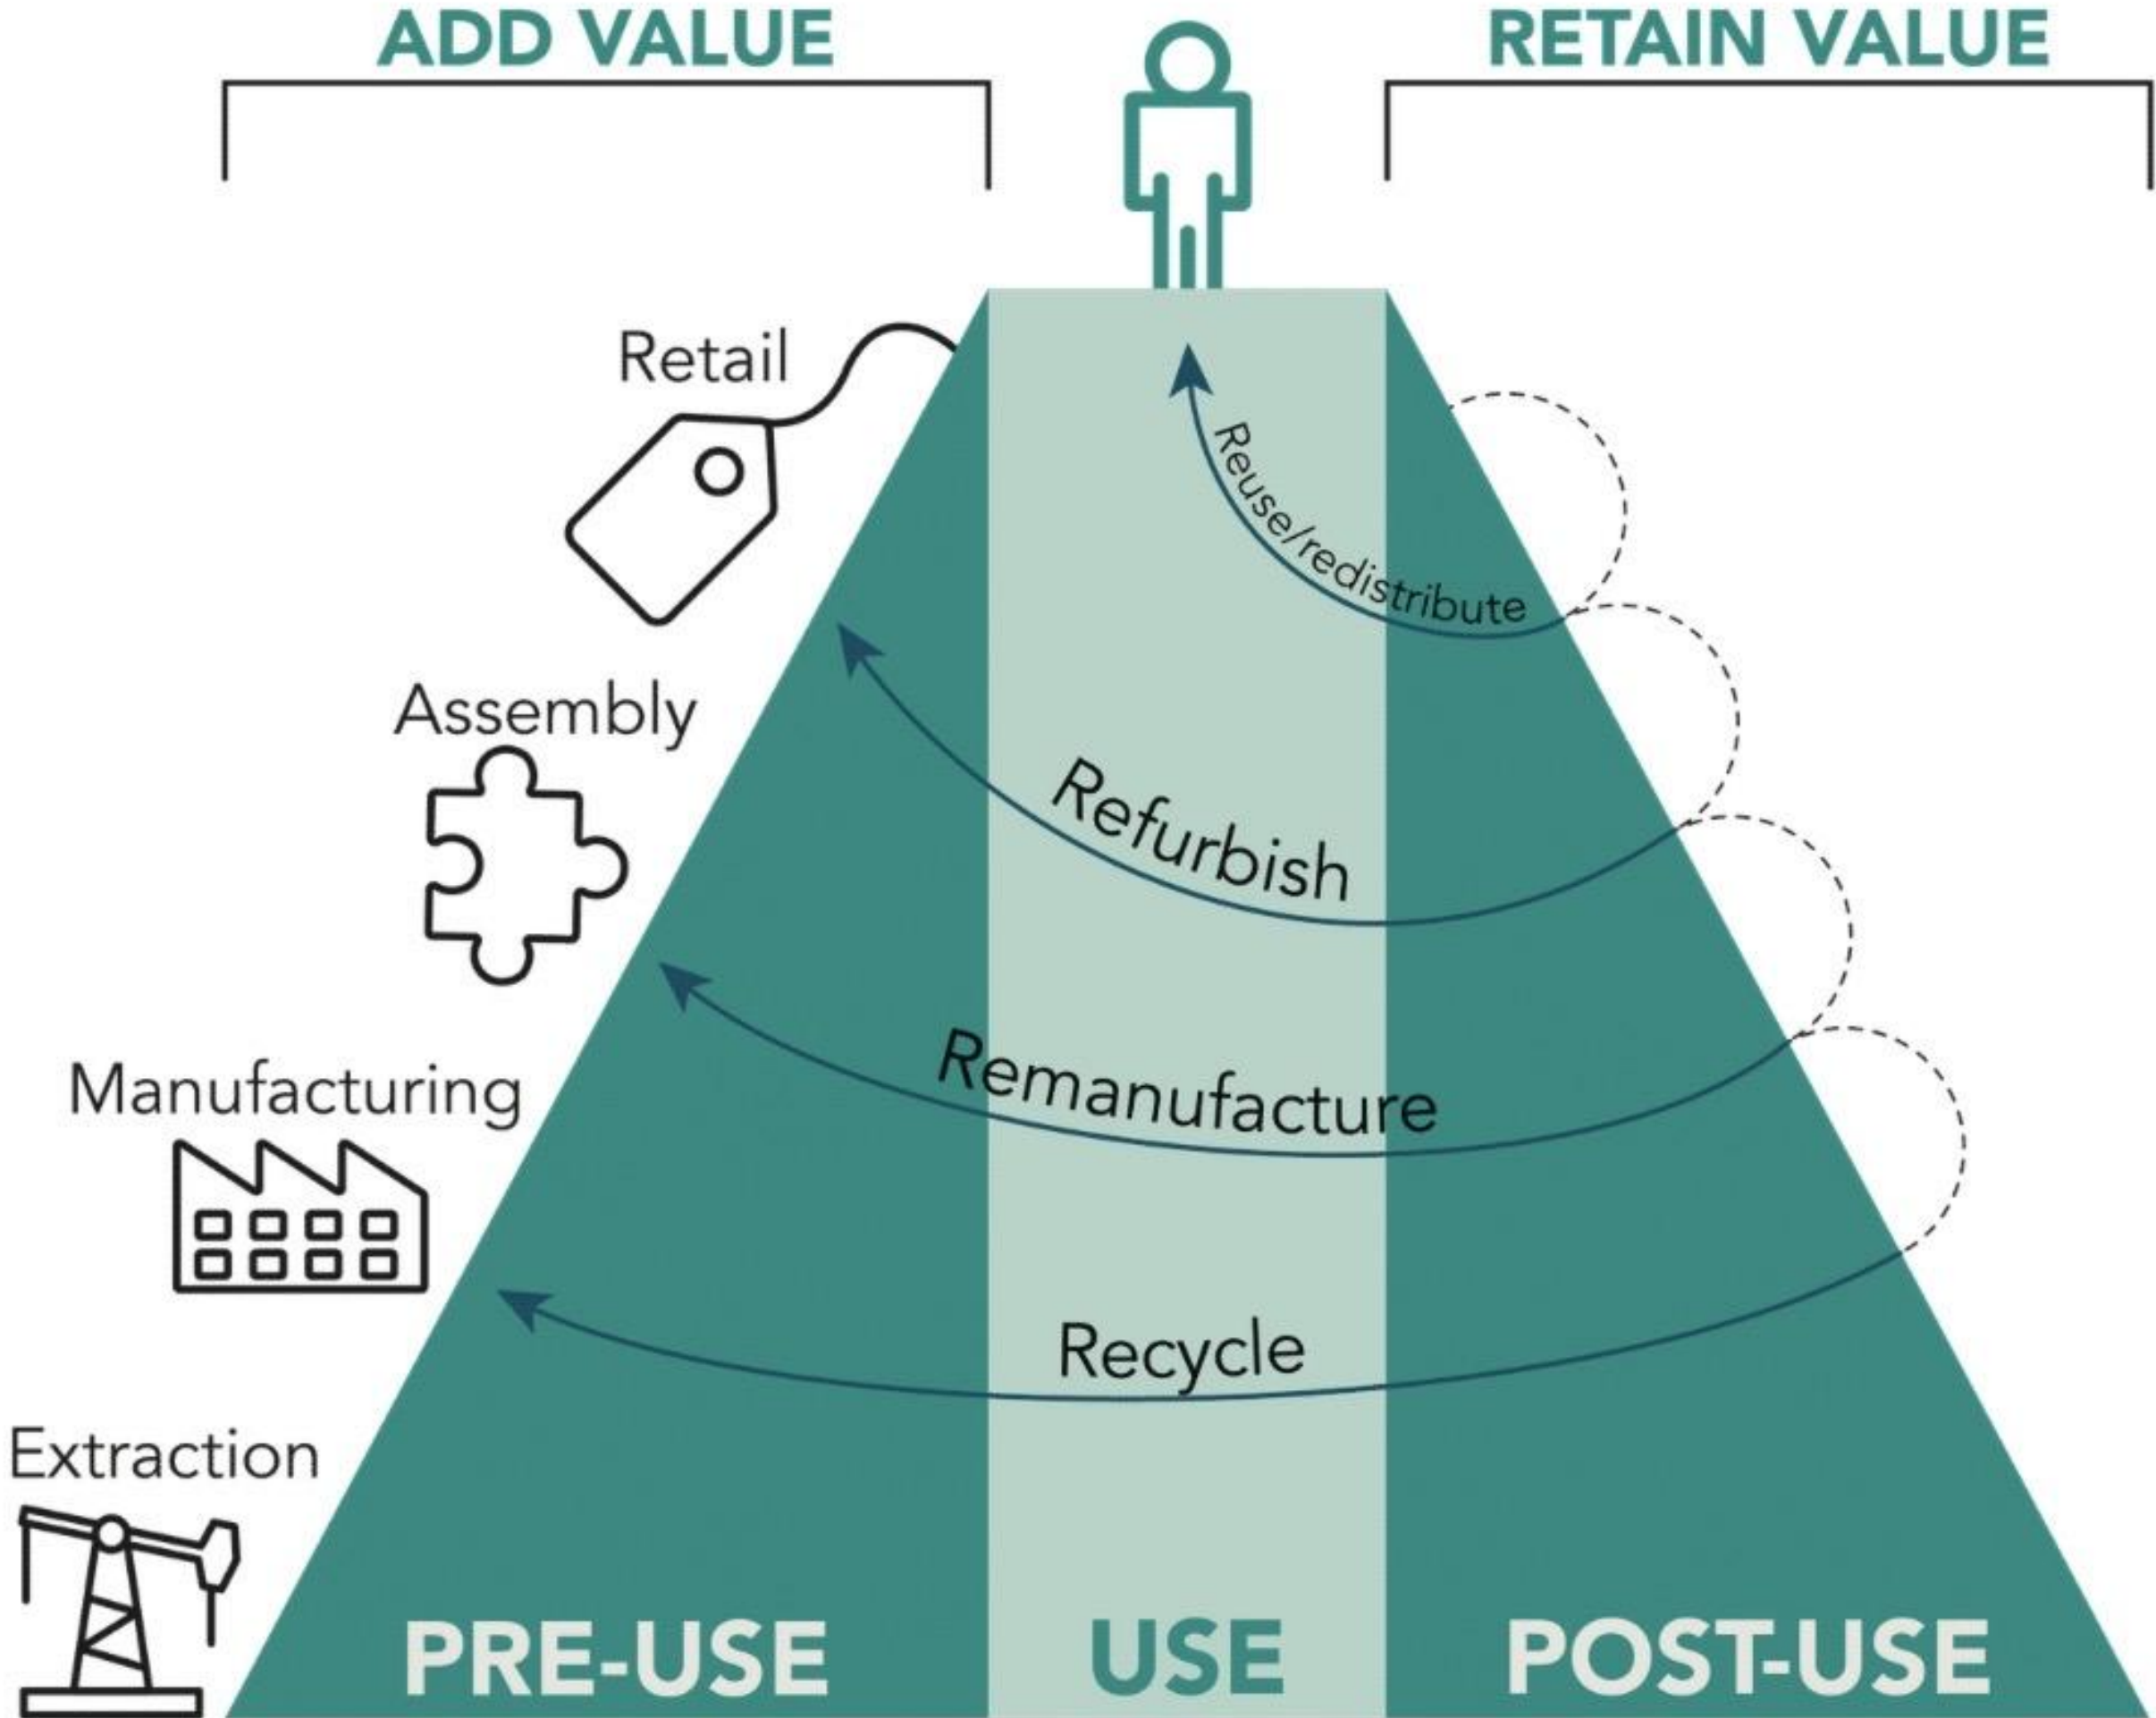 ADD VALUE
RETAIN VALUE
Retail
Reuse/redistribute
Assembly
Refurbish
Manufacturing
Remanufacture
Recycle
Extraction
PRE-USE
USE
POST-USE